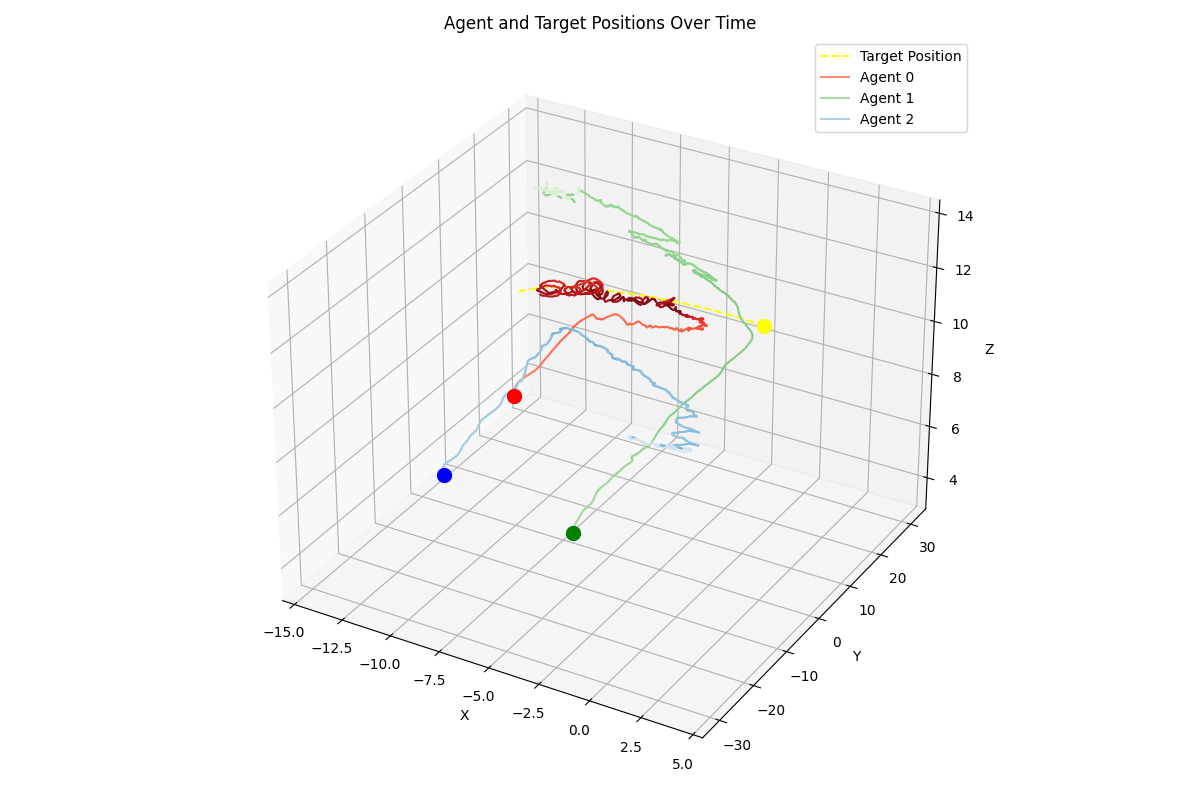 Agent and Target Positions Over Time
Target Position
Agent 0
Agent 1
Agent 2
14
12
10
8
6
4
Z
30
20
10
0
−10
−20
−30
Y
−15.0
−12.5
−10.0
−7.5
−5.0
−2.5
0.0
2.5
5.0
X